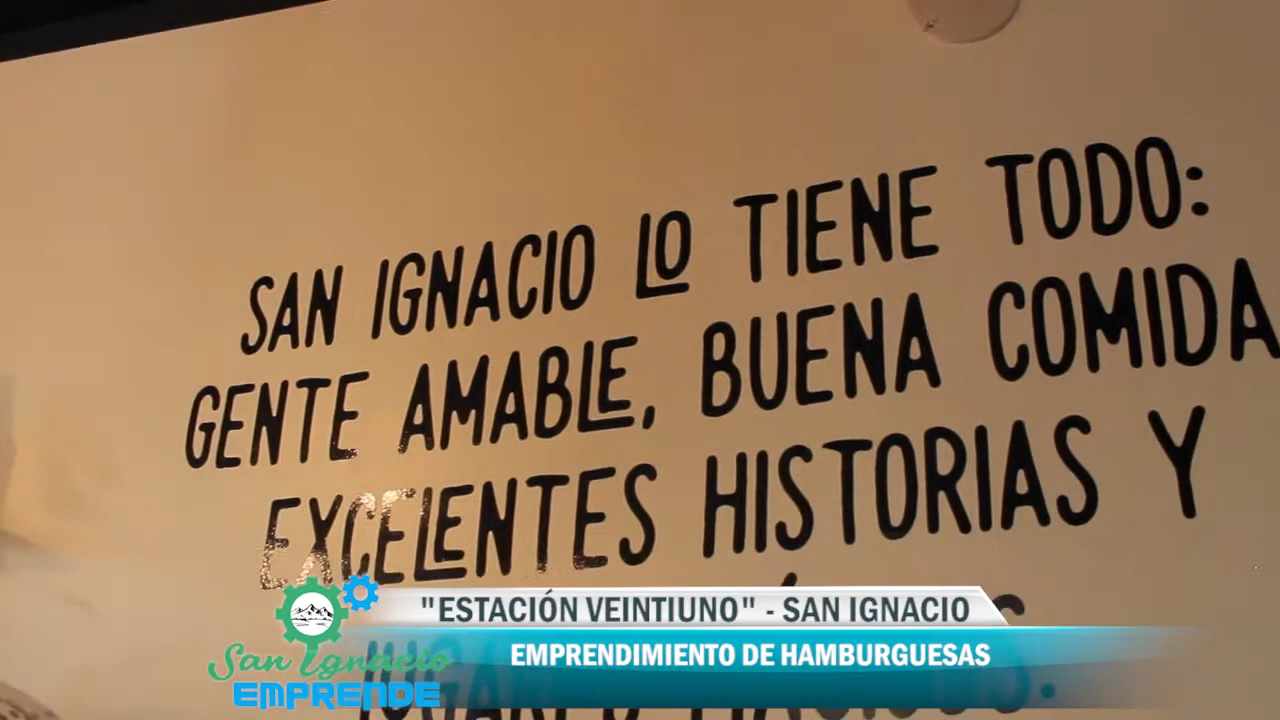 SAN IGNACIO LO TIENE TODO:
GENTE AMABLE, BUENA COMIDA
EXCELENTES HISTORIAS Y
"ESTACIÓN VEINTIUNO" - SAN IGNACIO
EMPRENDIMIENTO DE HAMBURGUESAS
San Ignacio
EMPRENDE